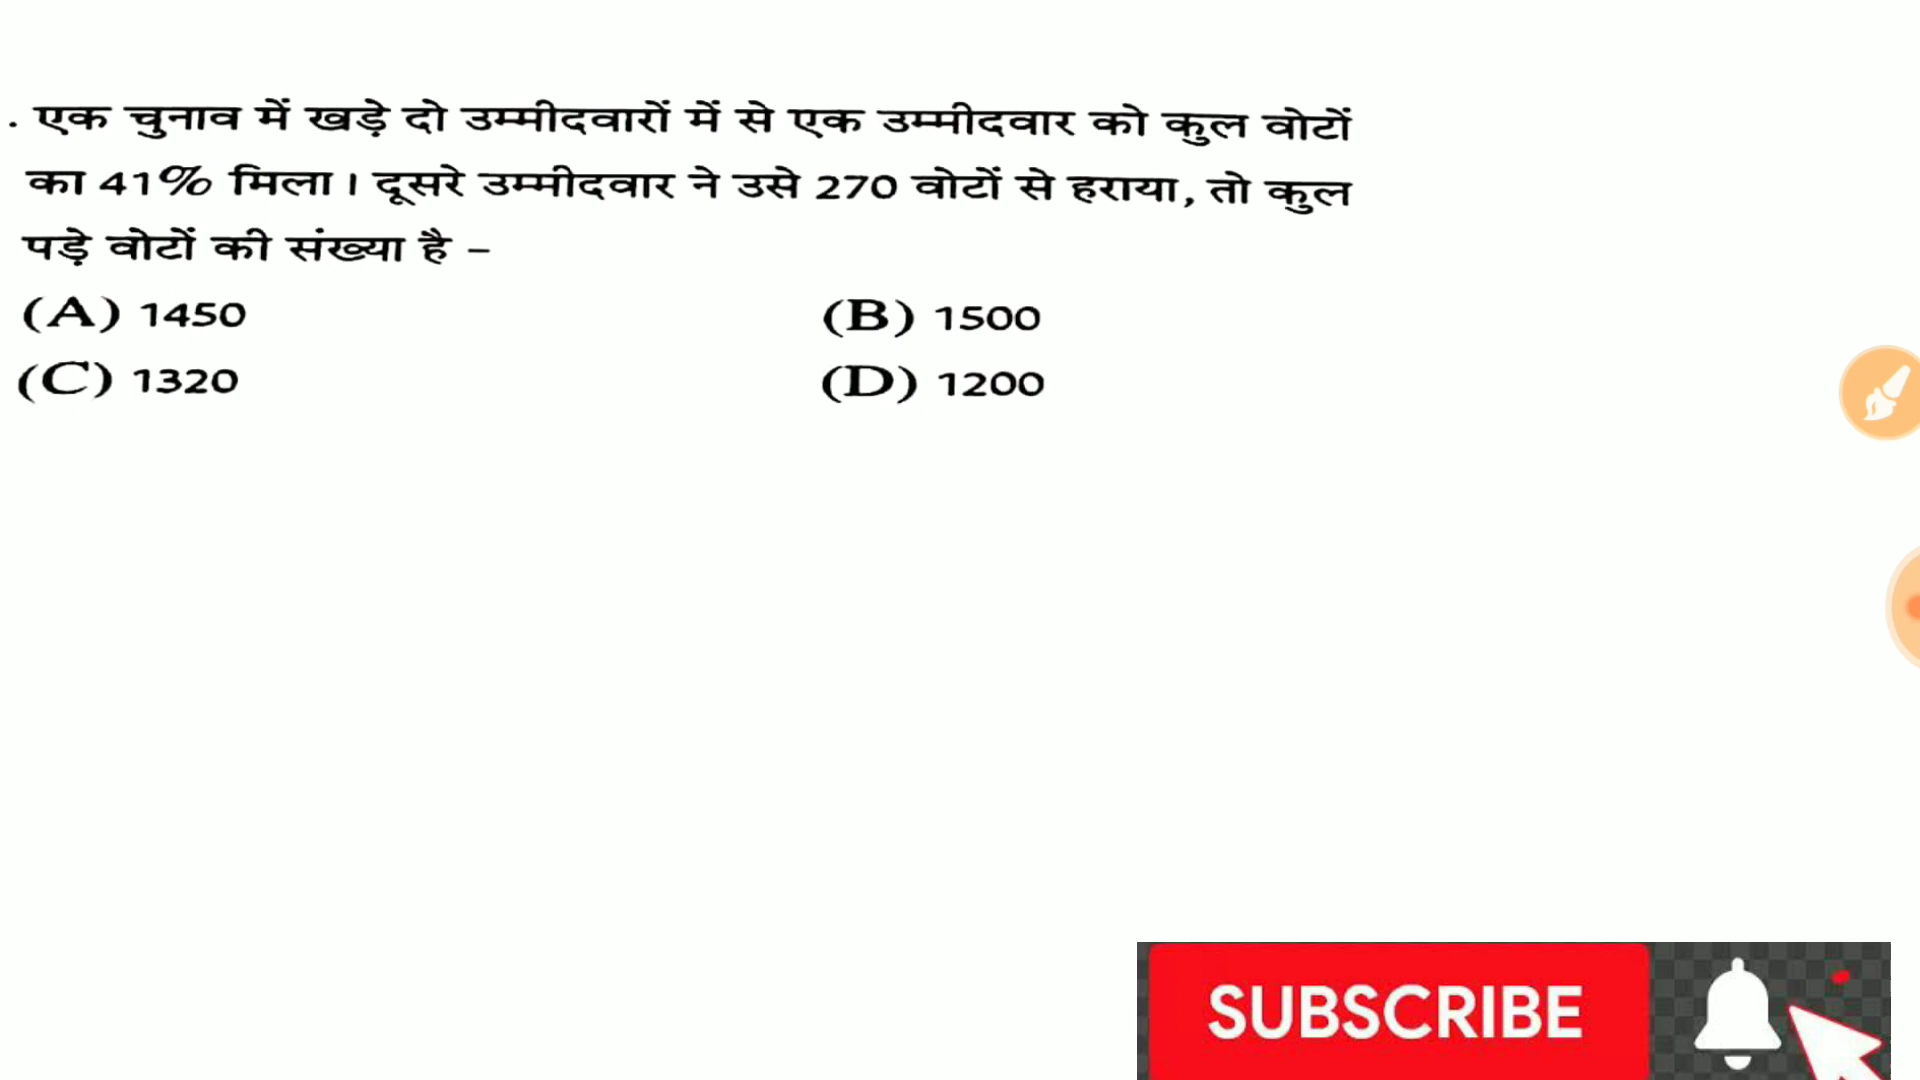 . एक चुनाव में खड़े दो उम्मीदवारों में से एक उम्मीदवार को कुल वोटों
का 41% मिला। दूसरे उम्मीदवार ने उसे 270 वोटों से हराया, तो कुल
पड़े वोटों की संख्या है –
(A) 1450 (B) 1500
(C) 1320 (D) 1200
SUBSCRIBE